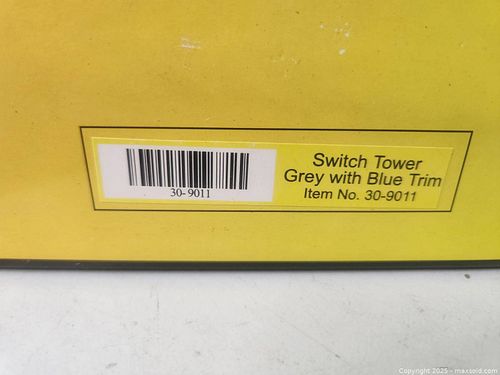 Switch Tower
Grey with Blue Trim
Item No. 30-9011
30-9011
Copyright 2025 - maxsold.com